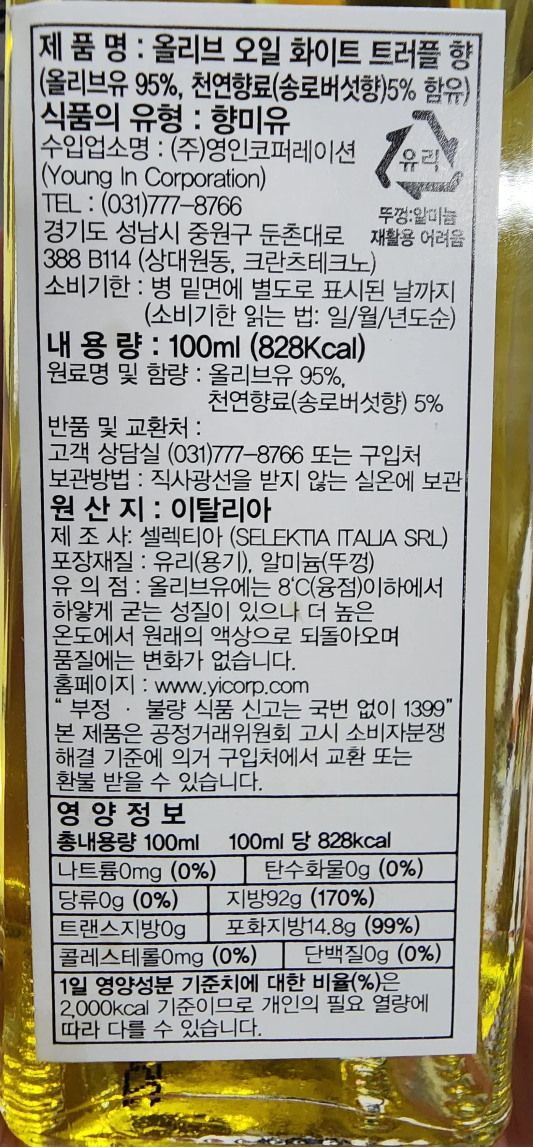 제 품 명 : 올리브 오일 화이트 트러플 향
(올리브유 95%, 천연향료(송로버섯향)5% 함유)
식품의 유형 : 향미유
수입업소명 : (주)영인코퍼레이션
(Young In Corporation)
유리
TEL : (031)777-8766
뚜껑:알미늄
경기도 성남시 중원구 둔촌대로
재활용 어려움
388 B114 (상대원동, 크란츠테크노)
소비기한 : 병 밑면에 별도로 표시된 날까지
(소비기한 읽는 법: 일/월/년도순)
내 용 량 : 100ml (828Kcal)
원료명 및 함량 : 올리브유 95%,
천연향료(송로버섯향) 5%
반품 및 교환처 :
고객 상담실 (031)777-8766 또는 구입처
보관방법 : 직사광선을 받지 않는 실온에 보관
원 산 지 : 이탈리아
제 조 사: 셀렉티아 (SELEKTIA ITALIA SRL)
포장재질 : 유리(용기), 알미늄(뚜껑)
유 의 점 : 올리브유에는 8°C(융점)이하에서
하얗게 굳는 성질이 있으나 더 높은
온도에서 원래의 액상으로 되돌아오며
품질에는 변화가 없습니다.
홈페이지 : www.yicorp.com
“ 부정 · 불량 식품 신고는 국번 없이 1399”
본 제품은 공정거래위원회 고시 소비자분쟁
해결 기준에 의거 구입처에서 교환 또는
환불 받을 수 있습니다.
영 양 정 보
총내용량 100ml 100ml 당 828kcal
나트륨0mg (0%) 탄수화물0g (0%)
당류0g (0%) 지방92g (170%)
트랜스지방0g 포화지방14.8g (99%)
콜레스테롤0mg (0%) 단백질0g (0%)
1일 영양성분 기준치에 대한 비율(%)은
2,000kcal 기준이므로 개인의 필요 열량에
따라 다를 수 있습니다.